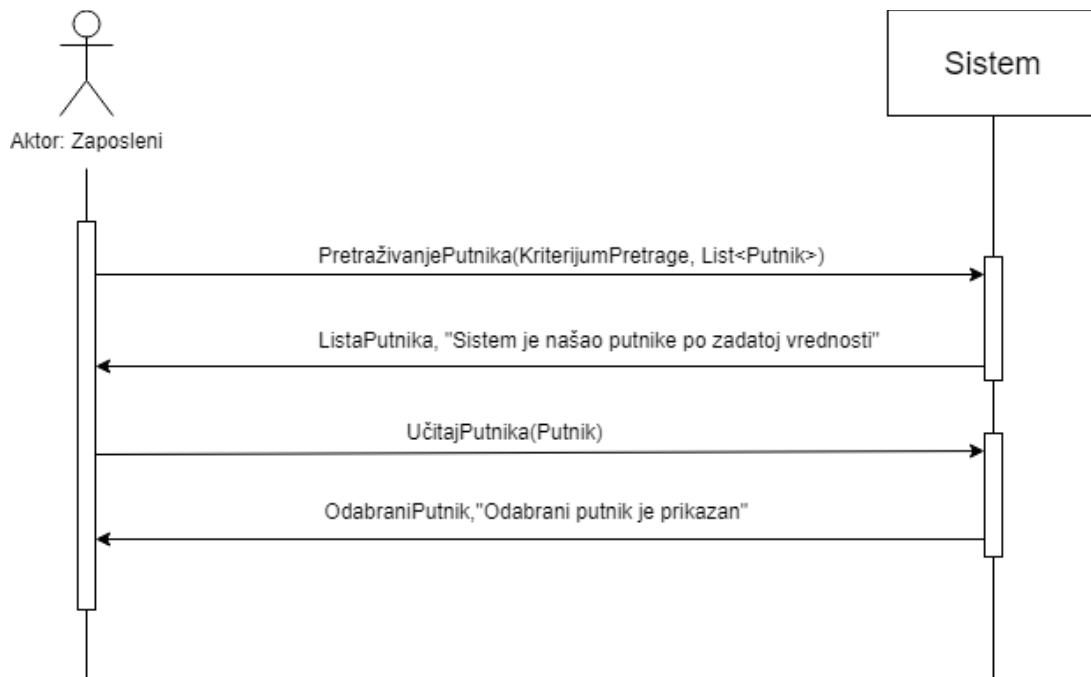 Sistem
Aktor: Zaposleni
PretraživanjePutnika(KriterijumPretrage, List<Putnik>)
ListaPutnika, "Sistem je našao putnike po zadatoj vrednosti"
UčitajPutnika(Putnik)
OdabraniPutnik,"Odabrani putnik je prikazan"